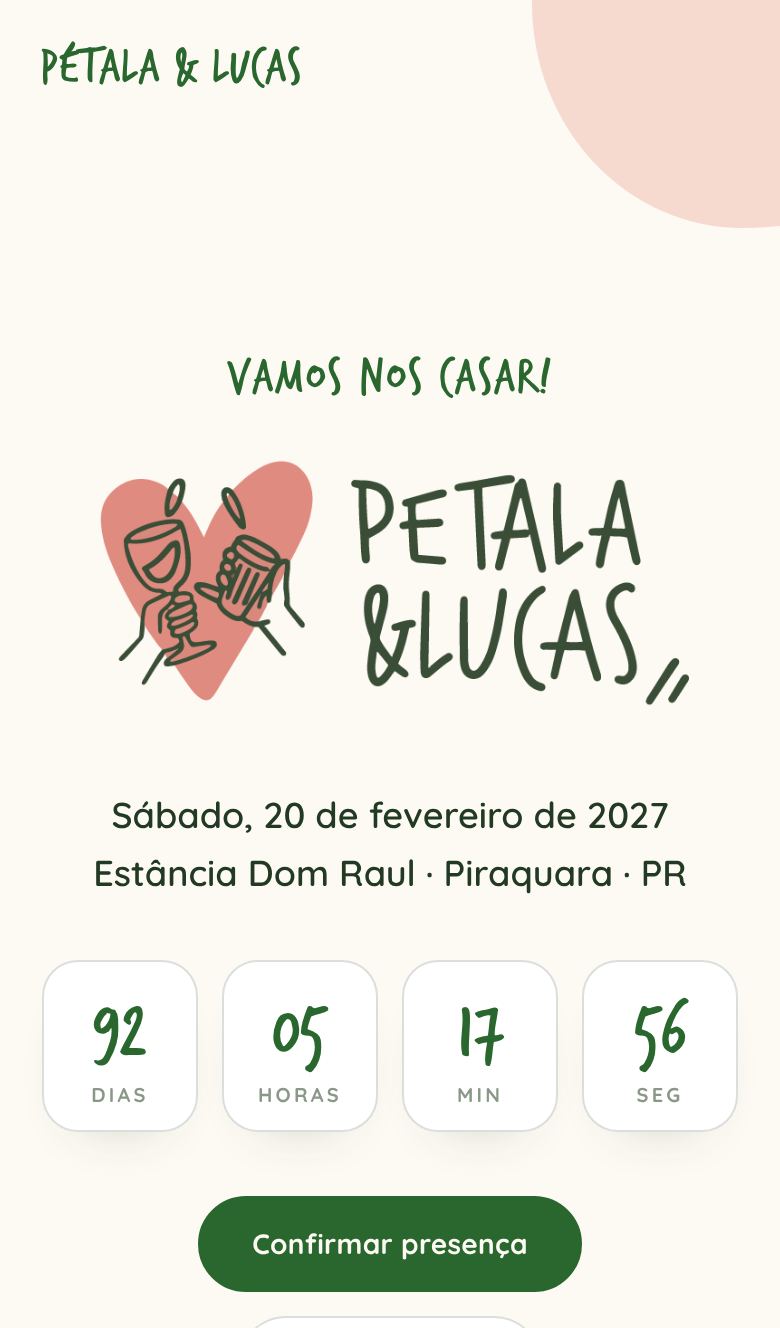 PÉTALA & LUCAS
VAMOS NOS CASAR!
PETALA
&LUCAS
Sábado, 20 de fevereiro de 2027
Estância Dom Raul · Piraquara · PR
92 05 17 56
DIAS HORAS MIN SEG
Confirmar presença